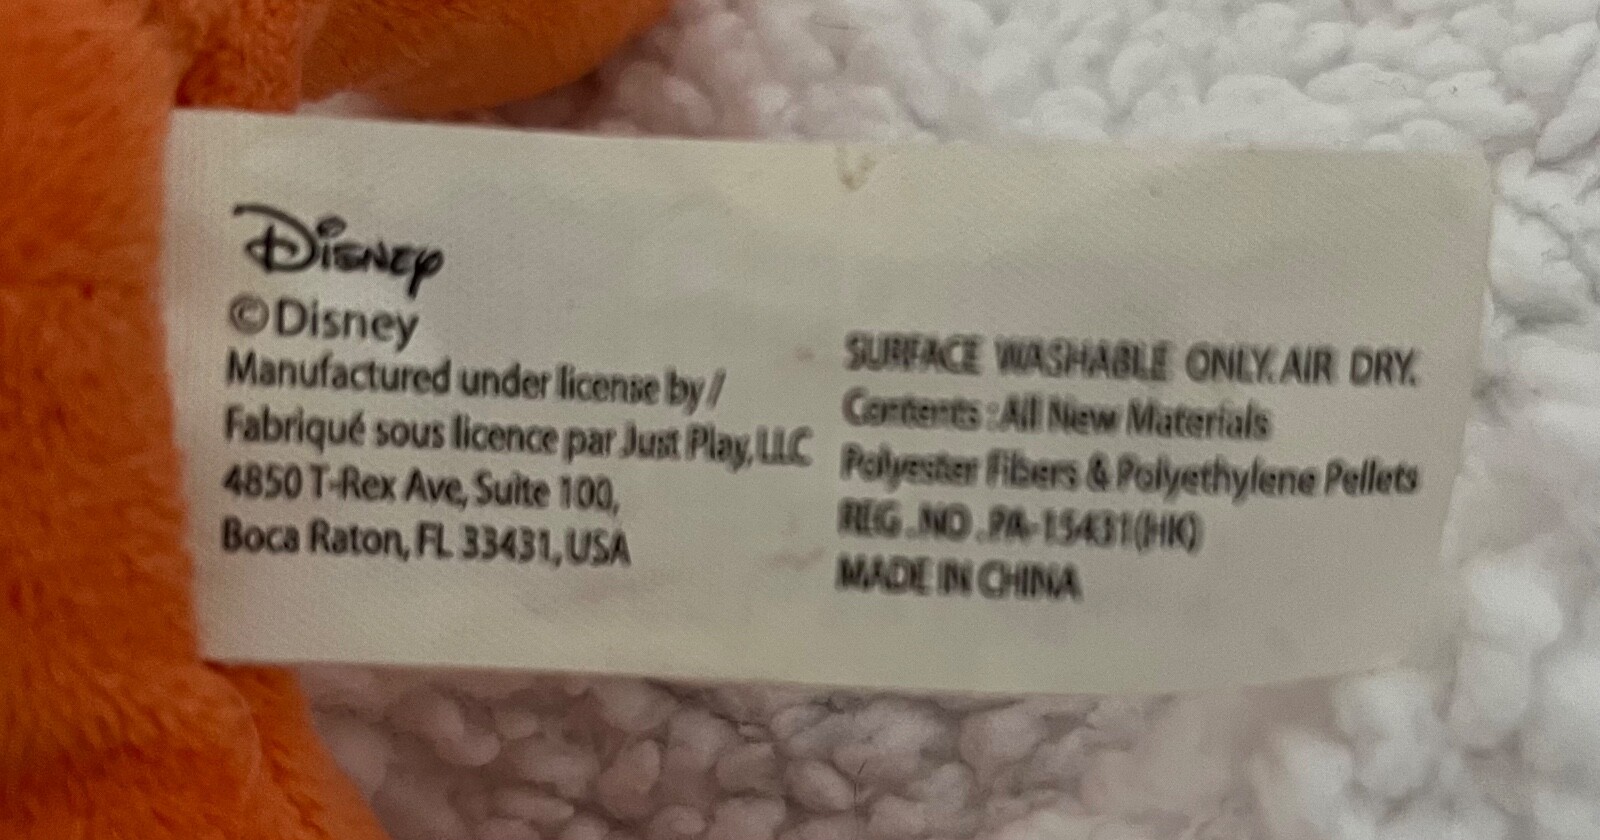 Disney
©Disney
Manufactured under license by /
Fabriqué sous licence par Just Play, LLC
4850 T-Rex Ave, Suite 100,
Boca Raton, FL 33431, USA
SURFACE WASHABLE ONLY. AIR DRY.
Contents : All New Materials
Polyester Fibers & Polyethylene Pellets
REG . NO . PA-15431(HK)
MADE IN CHINA